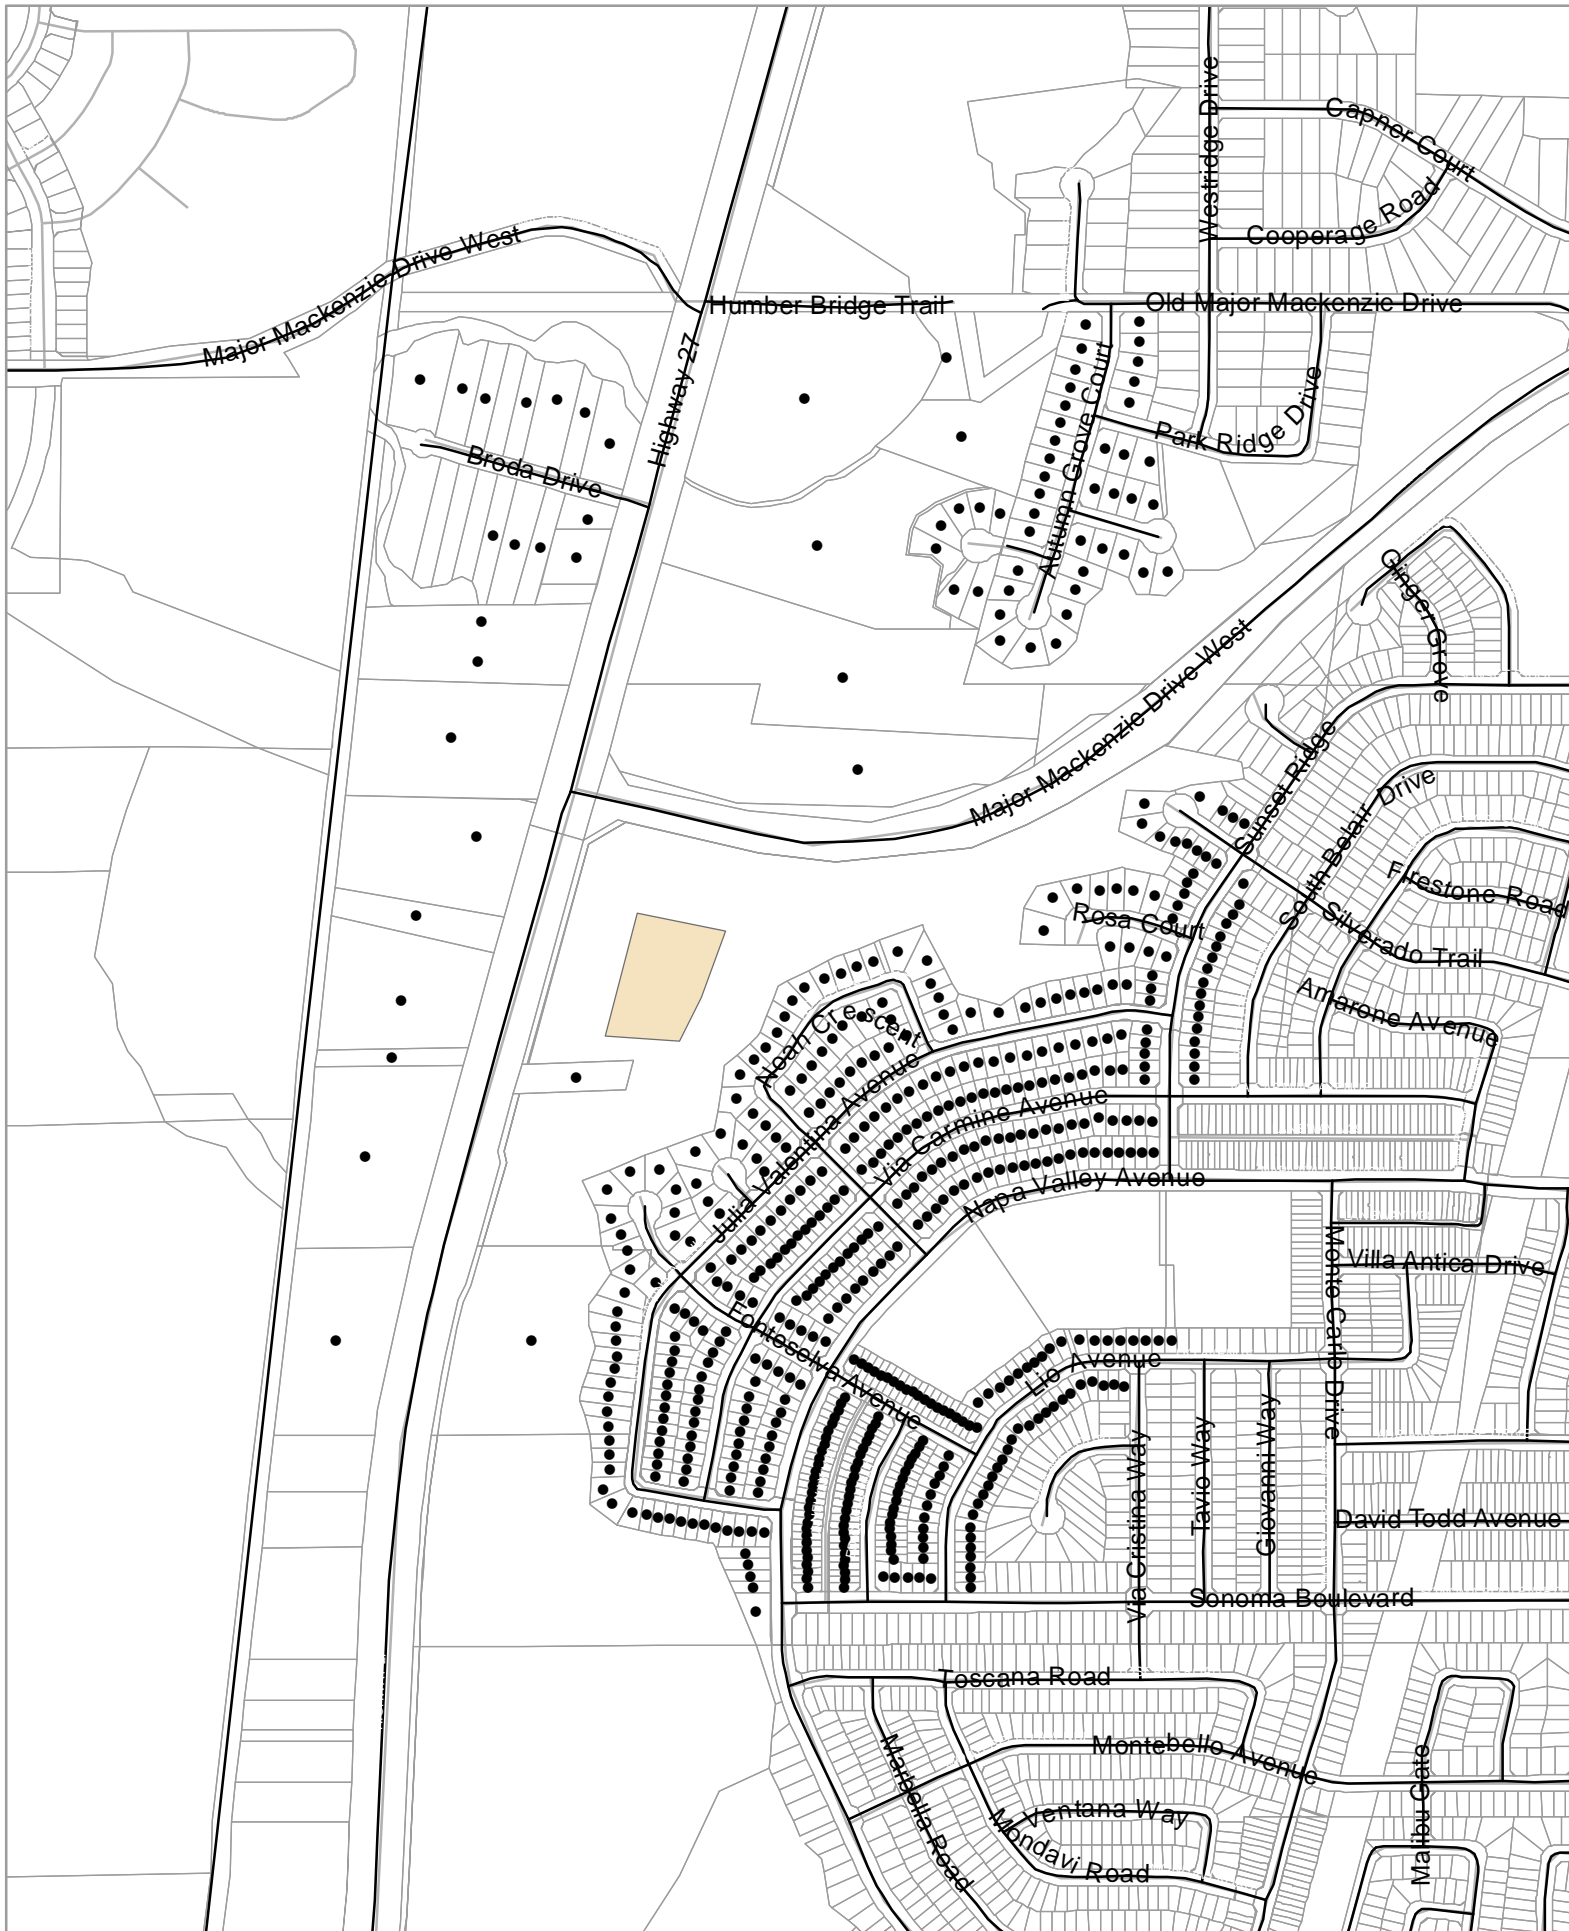 Westridge Drive
Capner Court
Cooperage Road
Major Mackenzie Drive West
Humber Bridge Trail
Old Major Mackenzie Drive
Highway 27
Autumn Grove Court
Park Ridge Drive
Broda Drive
Ginger Grove
Major Mackenzie Drive West
Sunset Ridge
South Belair Drive
Firestone Road
Rosa Court
Silverado Trail
Amarone Avenue
Noah Crescent
Julia Valentina Avenue
Via Carmine Avenue
Napa Valley Avenue
Monte Carlo Drive
Villa Antica Drive
Fontoselva Avenue
Lio Avenue
Via Cristina Way
Tavio Way
Giovanni Way
David Todd Avenue
Sonoma Boulevard
Toscana Road
Montebello Avenue
Marbella Road
Ventana Way
Mondavi Road
Malibu Gate